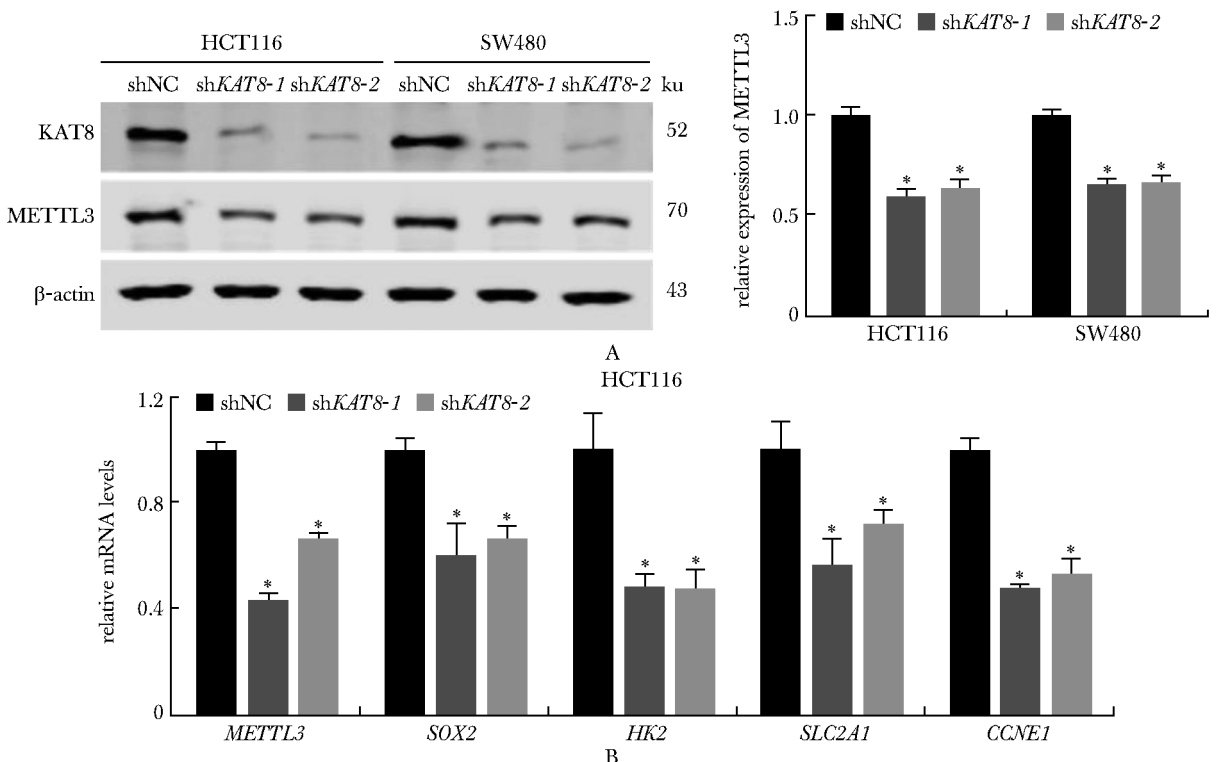 HCT116 SW480
shNC shKAT8-1 shKAT8-2 shNC shKAT8-1 shKAT8-2 ku
KAT8 52
METTL3 70
β-actin 43
shNC shKAT8-1 shKAT8-2
relative expression of METTL3
1.5
1.0
* * * *
0.5
0
HCT116 SW480
A
HCT116
shNC shKAT8-1 shKAT8-2
relative mRNA levels
1.2
0.8
0.4
0
* * * * * * * * * *
METTL3 SOX2 HK2 SLC2A1 CCNE1
B